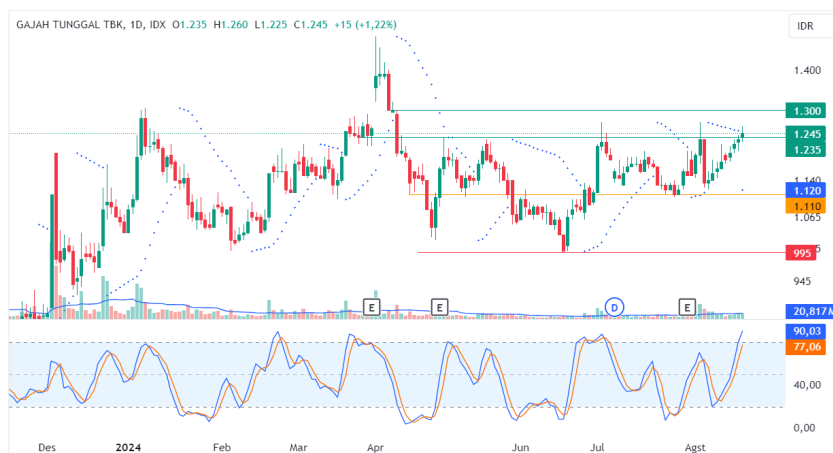 GAJAH TUNGGAL TBK, 1D, IDX O1.235 H1.260 L1.225 C1.245 +15 (+1,22%)
IDR
1.400
1.300
1.245
1.235
1.140
1.120
1.110
1.065
995
945
E
E
D
E
20,817M
90,03
77,06
40,00
0,00
Des 2024 Feb Mar Apr Jun Jul Agst